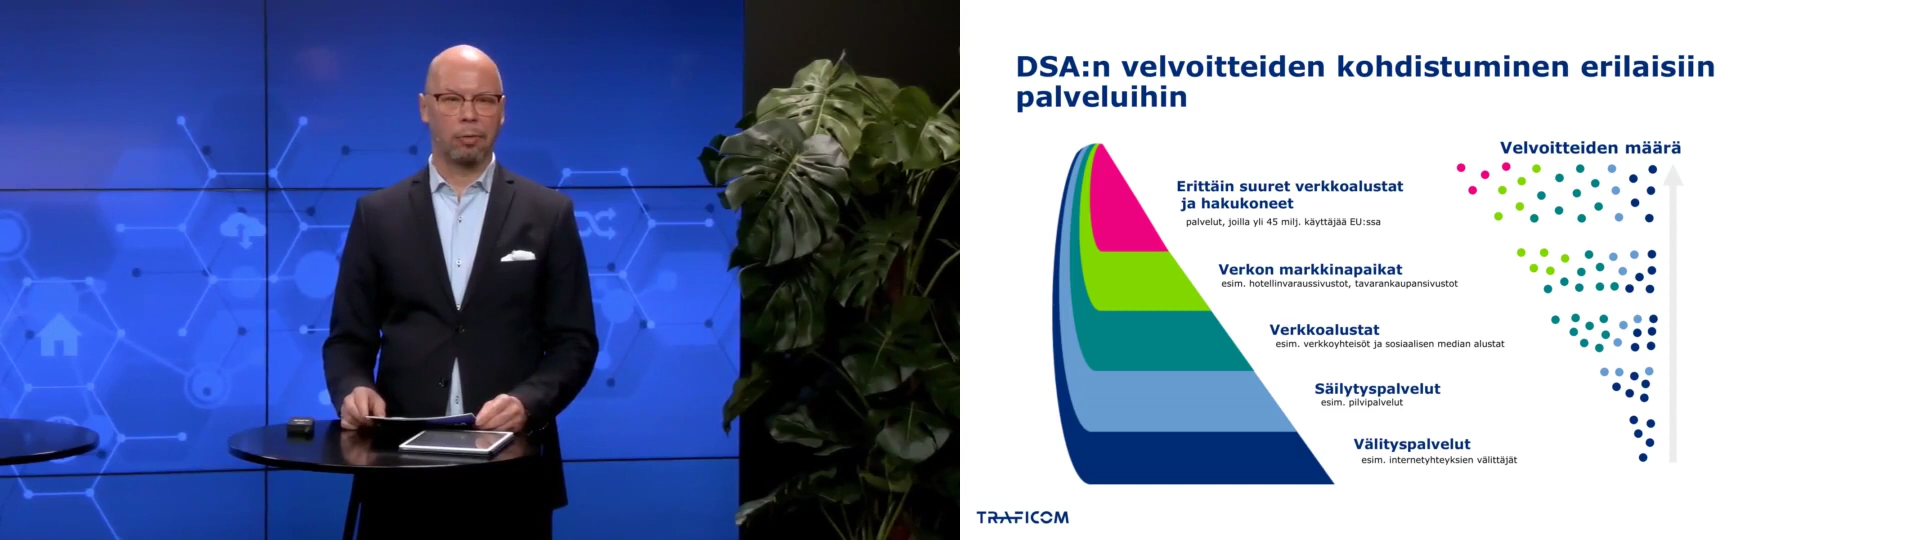 DSA:n velvoitteiden kohdistuminen erilaisiin
palveluihin
Velvoitteiden määrä
Erittäin suuret verkkoalustat
ja hakukoneet
palvelut, joilla yli 45 milj. käyttäjää EU:ssa
Verkon markkinapaikat
esim. hotellinvaraussivustot, tavarankaupansivustot
Verkkoalustat
esim. verkkoyhteisöt ja sosiaalisen median alustat
Säilytyspalvelut
esim. pilvipalvelut
Välityspalvelut
esim. internetyhteyksien välittäjät
TRAFICOM